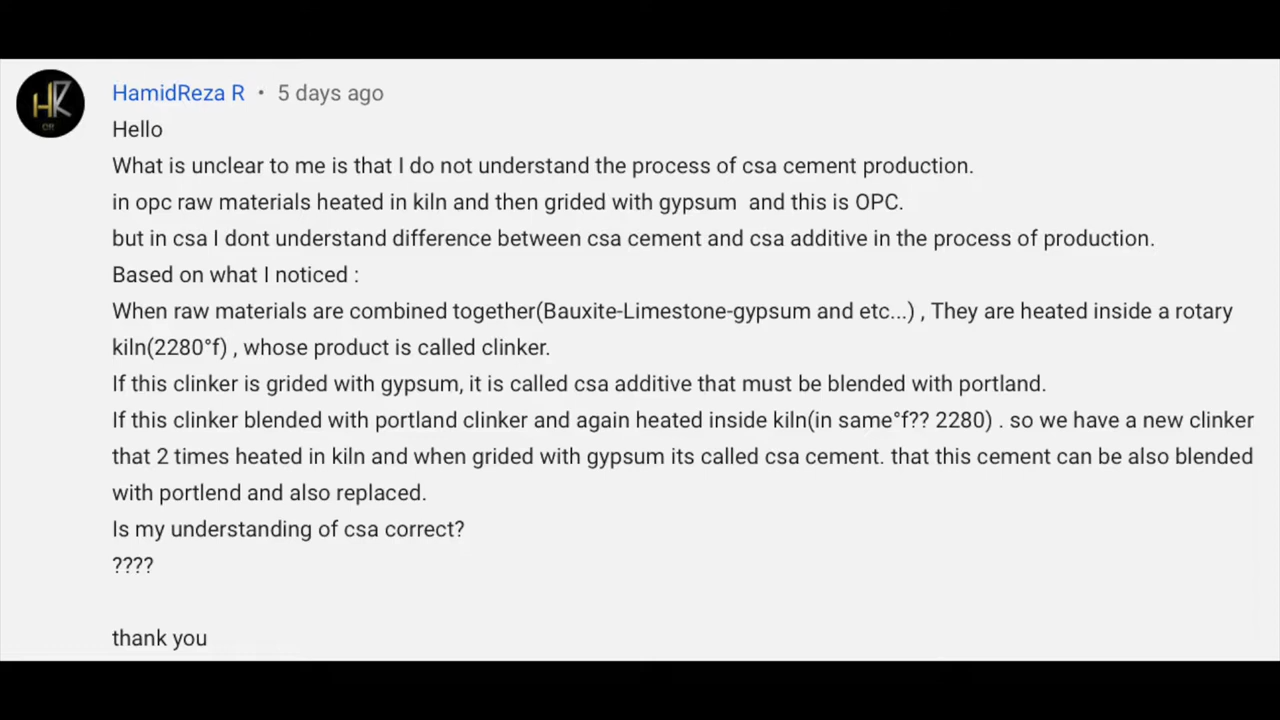 HR
CR
HamidReza R • 5 days ago
Hello
What is unclear to me is that I do not understand the process of csa cement production.
in opc raw materials heated in kiln and then grided with gypsum  and this is OPC.
but in csa I dont understand difference between csa cement and csa additive in the process of production.
Based on what I noticed :
When raw materials are combined together(Bauxite-Limestone-gypsum and etc...) , They are heated inside a rotary
kiln(2280°f) , whose product is called clinker.
If this clinker is grided with gypsum, it is called csa additive that must be blended with portland.
If this clinker blended with portland clinker and again heated inside kiln(in same°f?? 2280) . so we have a new clinker
that 2 times heated in kiln and when grided with gypsum its called csa cement. that this cement can be also blended
with portlend and also replaced.
Is my understanding of csa correct?
????
thank you